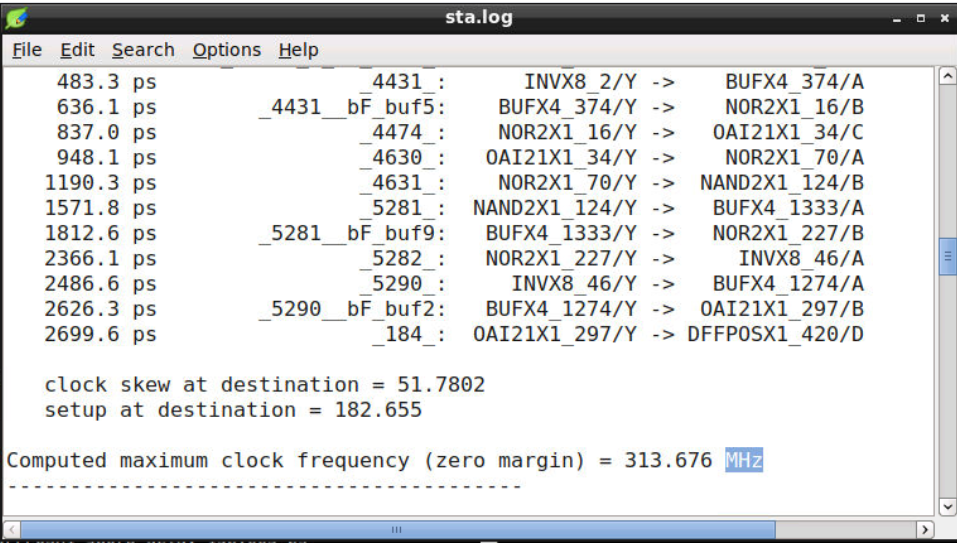 sta.log
File Edit Search Options Help
483.3 ps _4431_: INVX8_2/Y -> BUFX4_374/A
636.1 ps _4431__bF_buf5: BUFX4_374/Y -> NOR2X1_16/B
837.0 ps _4474_: NOR2X1_16/Y -> OAI21X1_34/C
948.1 ps _4630_: OAI21X1_34/Y -> NOR2X1_70/A
1190.3 ps _4631_: NOR2X1_70/Y -> NAND2X1_124/B
1571.8 ps _5281_: NAND2X1_124/Y -> BUFX4_1333/A
1812.6 ps _5281__bF_buf9: BUFX4_1333/Y -> NOR2X1_227/B
2366.1 ps _5282_: NOR2X1_227/Y -> INVX8_46/A
2486.6 ps _5290_: INVX8_46/Y -> BUFX4_1274/A
2626.3 ps _5290__bF_buf2: BUFX4_1274/Y -> OAI21X1_297/B
2699.6 ps _184_: OAI21X1_297/Y -> DFFPOSX1_420/D
clock skew at destination = 51.7802
setup at destination = 182.655
Computed maximum clock frequency (zero margin) = 313.676 MHz
-----------------------------------------